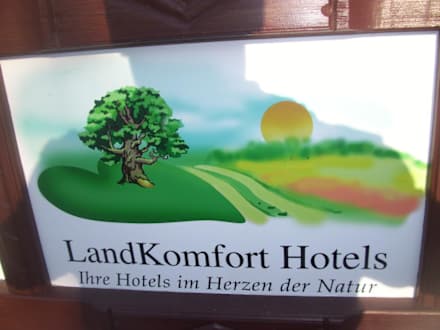 LandKomfort Hotels
Ihre Hotels im Herzen der Natur